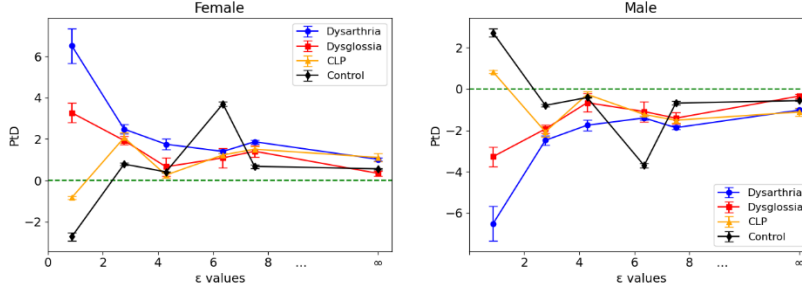 Female
PtD
6
4
2
0
−2
Dysarthria
Dysglossia
CLP
Control
0
2
4
6
8
...
∞
ε values
Male
PtD
2
0
−2
−4
−6
Dysarthria
Dysglossia
CLP
Control
2
4
6
8
...
∞
ε values